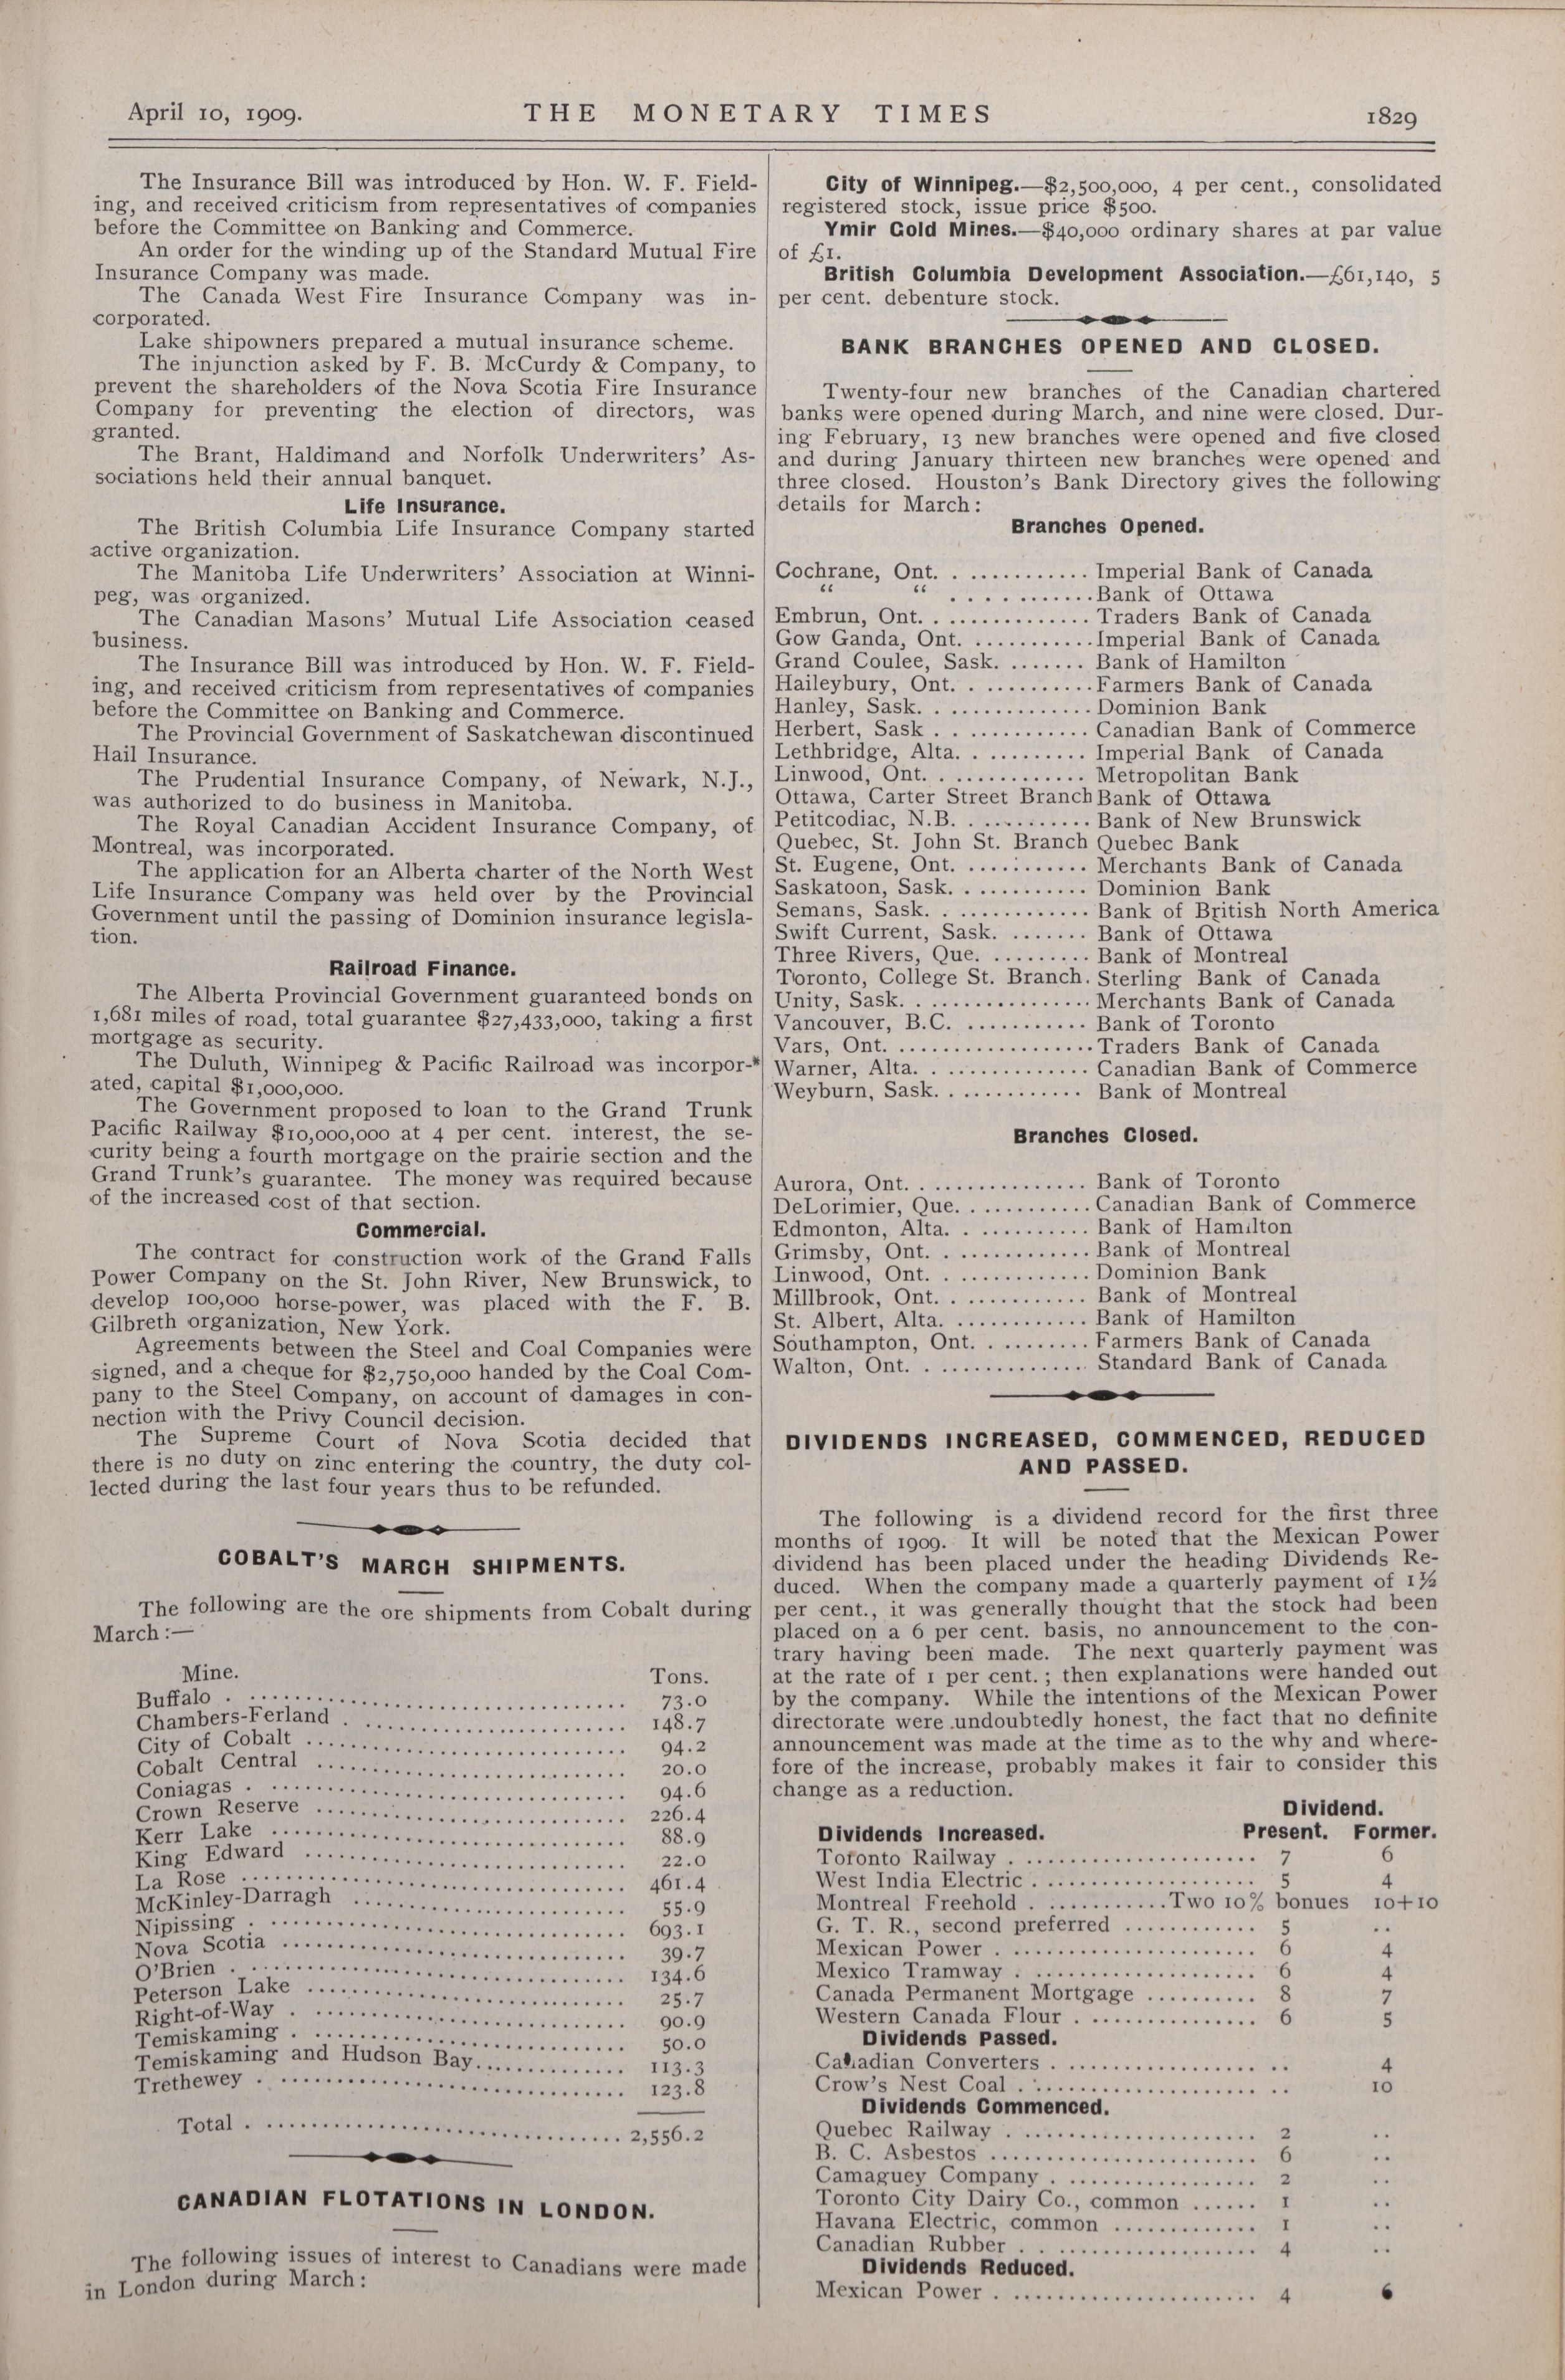 April 10, 1909.
THE MONETARY TIMES
1829
The Insurance Bill was introduced by Hon. W. F. Field-
ing, and received criticism from representatives of companies
before the Committee on Banking and Commerce.
An order for the winding up of the Standard Mutual Fire
Insurance Company was made.
The Canada West Fire Insurance Company was in-
corporated.
Lake shipowners prepared a mutual insurance scheme.
The injunction asked by F. B. McCurdy & Company, to
prevent the shareholders of the Nova Scotia Fire Insurance
Company for preventing the election of directors, was
granted.
The Brant, Haldimand and Norfolk Underwriters' As-
sociations held their annual banquet.
Life Insurance.
The British Columbia Life Insurance Company started
active organization.
The Manitoba Life Underwriters' Association at Winni-
peg, was organized.
The Canadian Masons' Mutual Life Association ceased
business.
The Insurance Bill was introduced by Hon. W. F. Field-
ing, and received criticism from representatives of companies
before the Committee on Banking and Commerce.
The Provincial Government of Saskatchewan discontinued
Hail Insurance.
The Prudential Insurance Company, of Newark, N.J.,
was authorized to do business in Manitoba.
The Royal Canadian Accident Insurance Company, of
Montreal, was incorporated.
The application for an Alberta charter of the North West
Life Insurance Company was held over by the Provincial
Government until the passing of Dominion insurance legisla-
tion.
Railroad Finance.
The Alberta Provincial Government guaranteed bonds on
1,681 miles of road, total guarantee $27,433,000, taking a first
mortgage as security.
The Duluth, Winnipeg & Pacific Railroad was incorpor-*
ated, capital $1,000,000.
The Government proposed to loan to the Grand Trunk
Pacific Railway $10,000,000 at 4 per cent. interest, the se-
curity being a fourth mortgage on the prairie section and the
Grand Trunk's guarantee. The money was required because
of the increased cost of that section.
Commercial.
The contract for construction work of the Grand Falls
Power Company on the St. John River, New Brunswick, to
develop 100,000 horse-power, was placed with the F. B.
Gilbreth organization, New York.
Agreements between the Steel and Coal Companies were
signed, and a cheque for $2,750,000 handed by the Coal Com-
pany to the Steel Company, on account of damages in con-
nection with the Privy Council decision.
The Supreme Court of Nova Scotia decided that
there is no duty on zinc entering the country, the duty col-
lected during the last four years thus to be refunded.
COBALT'S MARCH SHIPMENTS.
The following are the ore shipments from Cobalt during
March:—
Mine. Tons.
Buffalo . .......... 73.0
Chambers-Ferland . .......... 148.7
City of Cobalt .......... 94.2
Cobalt Central .......... 20.0
Coniagas . .......... 94.6
Crown Reserve .......... 226.4
Kerr Lake .......... 88.9
King Edward .......... 22.0
La Rose .......... 461.4
McKinley-Darragh .......... 55.9
Nipissing . .......... 693.1
Nova Scotia .......... 39.7
O'Brien . .......... 134.6
Peterson Lake .......... 25.7
Right-of-Way . .......... 90.9
Temiskaming . .......... 50.0
Temiskaming and Hudson Bay.......... 113.3
Trethewey . .......... 123.8
Total . .......... 2,556.2
CANADIAN FLOTATIONS IN LONDON.
The following issues of interest to Canadians were made
in London during March:
City of Winnipeg.—$2,500,000, 4 per cent., consolidated
registered stock, issue price $500.
Ymir Gold Mines.—$40,000 ordinary shares at par value
of £1.
British Columbia Development Association.—£61,140, 5
per cent. debenture stock.
BANK BRANCHES OPENED AND CLOSED.
Twenty-four new branches of the Canadian chartered
banks were opened during March, and nine were closed. Dur-
ing February, 13 new branches were opened and five closed
and during January thirteen new branches were opened and
three closed. Houston's Bank Directory gives the following
details for March:
Branches Opened.
Cochrane, Ont. . .......... Imperial Bank of Canada
" " .......... Bank of Ottawa
Embrun, Ont. . .......... Traders Bank of Canada
Gow Ganda, Ont. .......... Imperial Bank of Canada
Grand Coulee, Sask. ........ Bank of Hamilton
Haileybury, Ont. . .......... Farmers Bank of Canada
Hanley, Sask. . .......... Dominion Bank
Herbert, Sask . .......... Canadian Bank of Commerce
Lethbridge, Alta. . .......... Imperial Bank of Canada
Linwood, Ont. . .......... Metropolitan Bank
Ottawa, Carter Street Branch Bank of Ottawa
Petitcodiac, N.B. . .......... Bank of New Brunswick
Quebec, St. John St. Branch Quebec Bank
St. Eugene, Ont. .......... Merchants Bank of Canada
Saskatoon, Sask. . .......... Dominion Bank
Semans, Sask. . .......... Bank of British North America
Swift Current, Sask. ........ Bank of Ottawa
Three Rivers, Que. .......... Bank of Montreal
Toronto, College St. Branch. Sterling Bank of Canada
Unity, Sask. . .......... Merchants Bank of Canada
Vancouver, B.C. .......... Bank of Toronto
Vars, Ont. .......... Traders Bank of Canada
Warner, Alta. . .......... Canadian Bank of Commerce
Weyburn, Sask. . .......... Bank of Montreal
Branches Closed.
Aurora, Ont. . .......... Bank of Toronto
DeLorimier, Que. . .......... Canadian Bank of Commerce
Edmonton, Alta. . .......... Bank of Hamilton
Grimsby, Ont. . .......... Bank of Montreal
Linwood, Ont. . .......... Dominion Bank
Millbrook, Ont. . .......... Bank of Montreal
St. Albert, Alta. .......... Bank of Hamilton
Southampton, Ont. . ........ Farmers Bank of Canada
Walton, Ont. . .......... Standard Bank of Canada
DIVIDENDS INCREASED, COMMENCED, REDUCED
AND PASSED.
The following is a dividend record for the first three
months of 1909. It will be noted that the Mexican Power
dividend has been placed under the heading Dividends Re-
duced. When the company made a quarterly payment of 1½
per cent., it was generally thought that the stock had been
placed on a 6 per cent. basis, no announcement to the con-
trary having been made. The next quarterly payment was
at the rate of 1 per cent.; then explanations were handed out
by the company. While the intentions of the Mexican Power
directorate were undoubtedly honest, the fact that no definite
announcement was made at the time as to the why and where-
fore of the increase, probably makes it fair to consider this
change as a reduction.
Dividend.
Dividends Increased. Present. Former.
Toronto Railway . .......... 7 6
West India Electric . .......... 5 4
Montreal Freehold . .......... Two 10% bonues 10+10
G. T. R., second preferred .......... 5 ..
Mexican Power . .......... 6 4
Mexico Tramway . .......... 6 4
Canada Permanent Mortgage .......... 8 7
Western Canada Flour . .......... 6 5
Dividends Passed.
Canadian Converters . .......... .. 4
Crow's Nest Coal . .......... .. 10
Dividends Commenced.
Quebec Railway . .......... 2 ..
B. C. Asbestos .......... 6 ..
Camaguey Company . .......... 2 ..
Toronto City Dairy Co., common ...... 1 ..
Havana Electric, common .......... 1 ..
Canadian Rubber . .......... 4 ..
Dividends Reduced.
Mexican Power . .......... 4 6